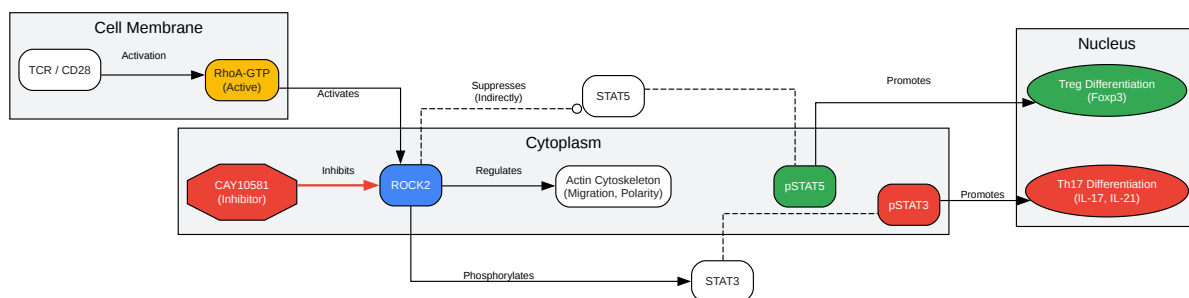 Cell Membrane
TCR / CD28
Activation
RhoA-GTP
(Active)
Activates
Suppresses
(Indirectly)
STAT5
Promotes
Nucleus
Treg Differentiation
(Foxp3)
Cytoplasm
CAY10581
(Inhibitor)
Inhibits
ROCK2
Regulates
Actin Cytoskeleton
(Migration, Polarity)
pSTAT5
pSTAT3
Promotes
Th17 Differentiation
(IL-17, IL-21)
Phosphorylates
STAT3